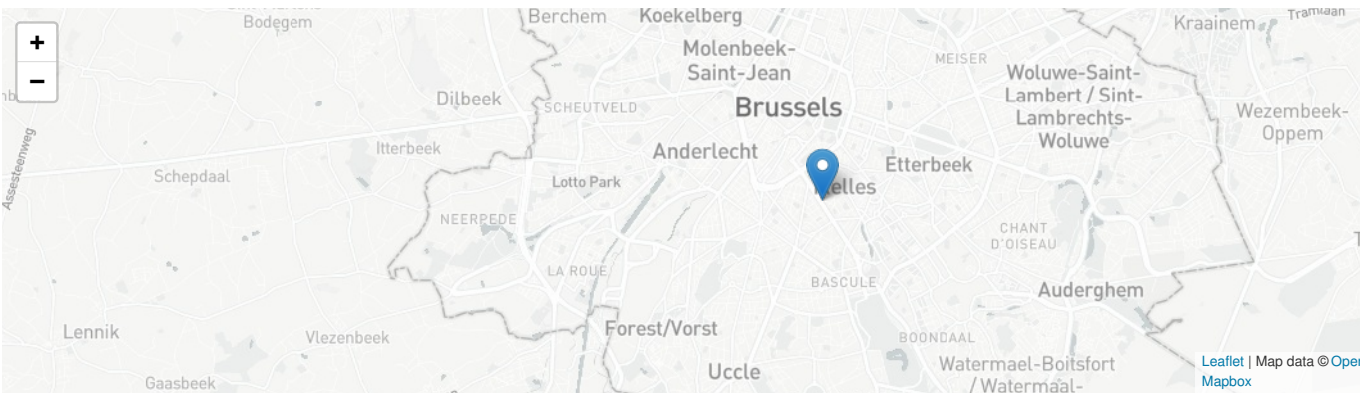 +
−
Bodegem
Berchem
Koekelberg
Kraainem
Molenbeek-
Saint-Jean
MEISER
Woluwe-Saint-
Lambert / Sint-
Lambrechts-
Woluwe
Dilbeek
SCHEUTVELD
Brussels
Wezembeek-
Oppem
Assesteenweg
Itterbeek
Anderlecht
Etterbeek
Schepdaal
Lotto Park
NEERPEDE
CHANT
D'OISEAU
LA ROUE
BASCULE
Auderghem
Lennik
Vlezenbeek
Forest/Vorst
BOONDAAL
Watermael-Boitsfort
/ Watermaal-
Uccle
Gaasbeek
Leaflet | Map data © Open
Mapbox